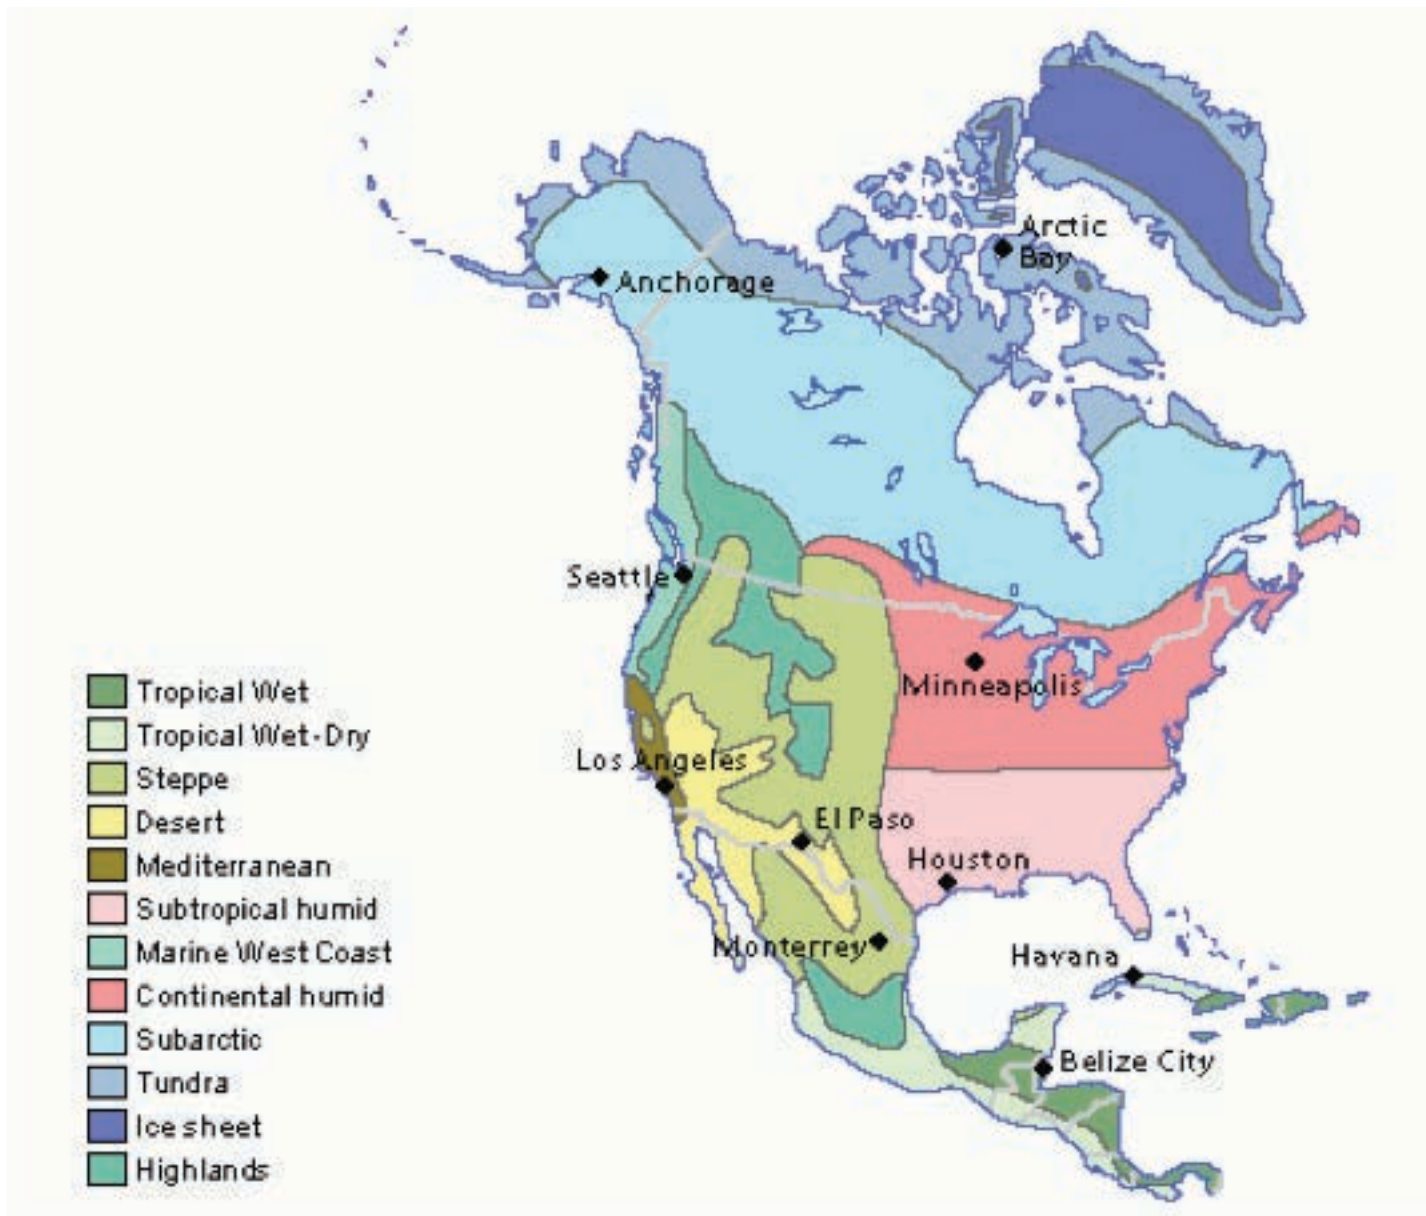 Arctic
Bay
Anchorage
Seattle
Minneapolis
Los Angeles
El Paso
Houston
Monterrey
Havana
Belize City
Tropical Wet
Tropical Wet-Dry
Steppe
Desert
Mediterranean
Subtropical humid
Marine West Coast
Continental humid
Subarctic
Tundra
Ice sheet
Highlands